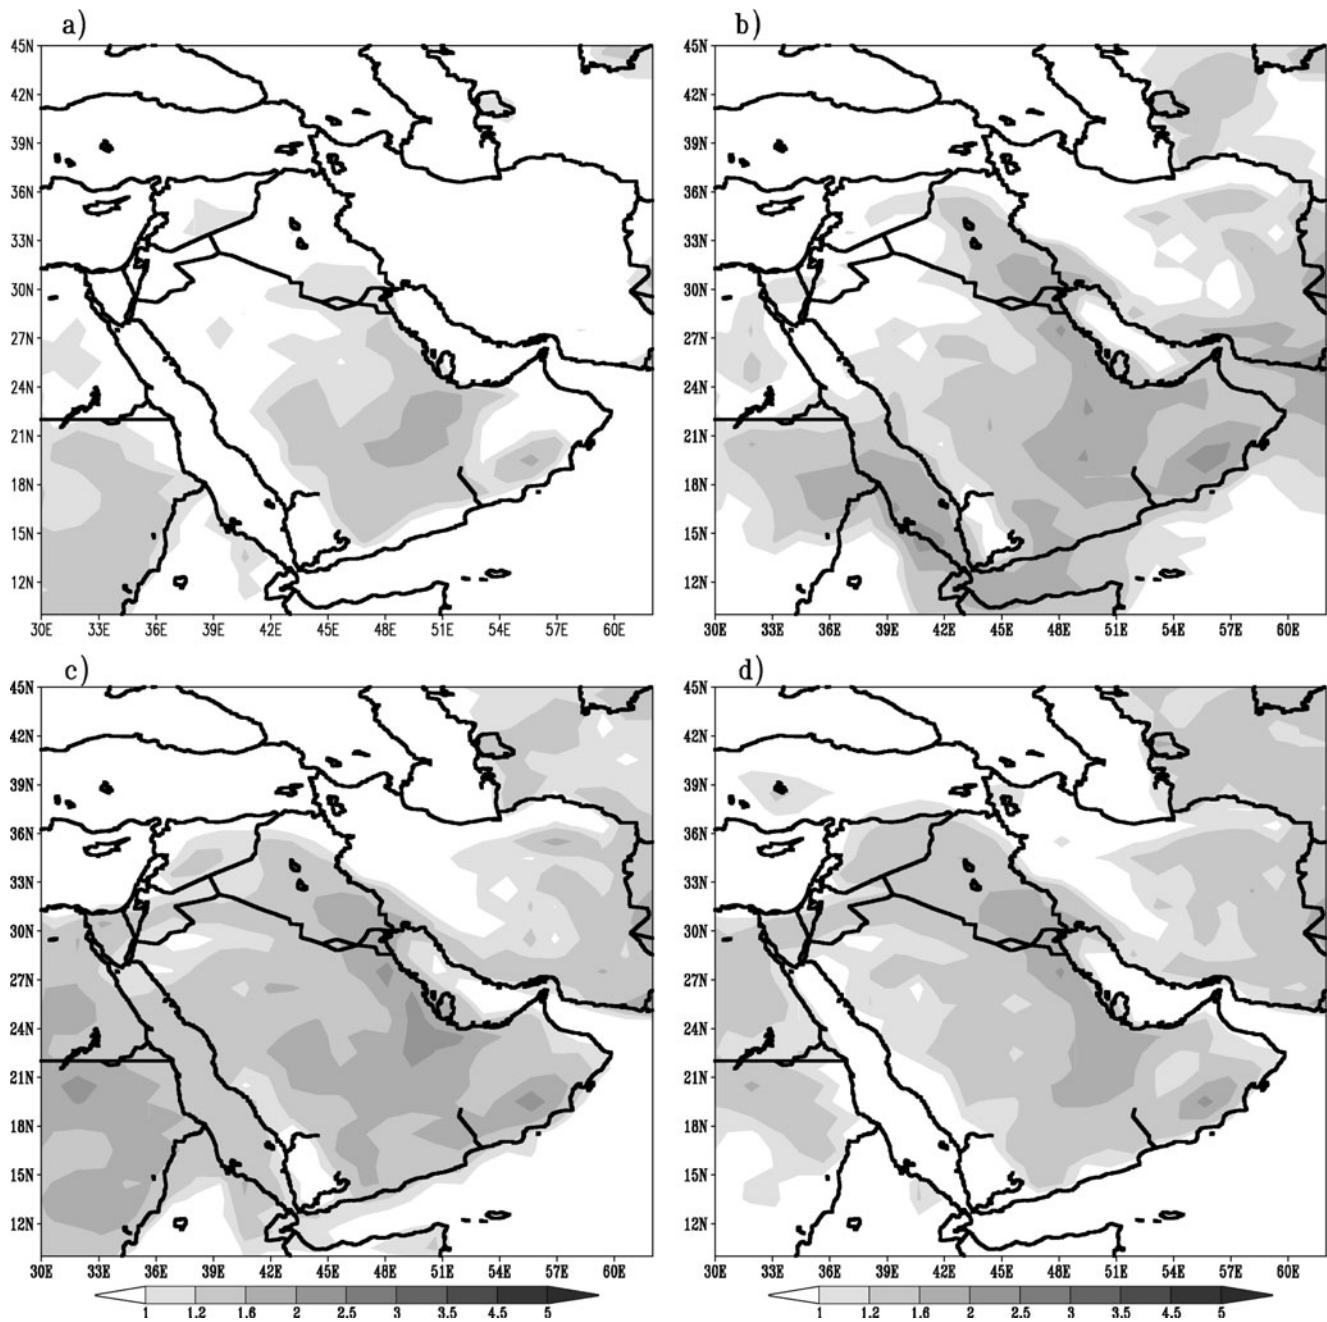 a) b)
45N 45N
42N 42N
39N 39N
36N 36N
33N 33N
30N 30N
27N 27N
24N 24N
21N 21N
18N 18N
15N 15N
12N 12N
30E 33E 36E 39E 42E 45E 48E 51E 54E 57E 60E 30E 33E 36E 39E 42E 45E 48E 51E 54E 57E 60E
c) d)
45N 45N
42N 42N
39N 39N
36N 36N
33N 33N
30N 30N
27N 27N
24N 24N
21N 21N
18N 18N
15N 15N
12N 12N
30E 33E 36E 39E 42E 45E 48E 51E 54E 57E 60E 30E 33E 36E 39E 42E 45E 48E 51E 54E 57E 60E
1 1.2 1.6 2 2.5 3 3.5 4.5 5 1 1.2 1.6 2 2.5 3 3.5 4.5 5